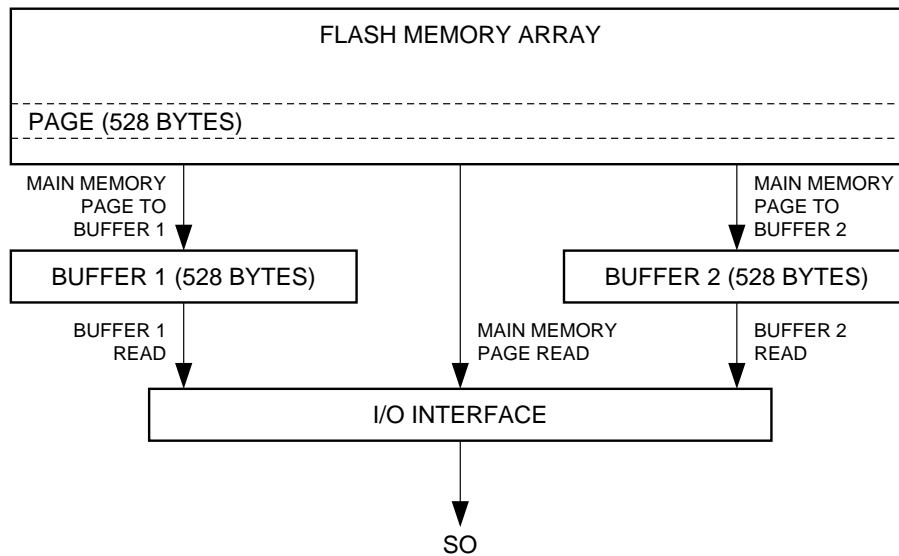 FLASH MEMORY ARRAY
PAGE (528 BYTES)
MAIN MEMORY
PAGE TO
BUFFER 1
MAIN MEMORY
PAGE TO
BUFFER 2
BUFFER 1 (528 BYTES)
BUFFER 2 (528 BYTES)
BUFFER 1
READ
MAIN MEMORY
PAGE READ
BUFFER 2
READ
I/O INTERFACE
SO